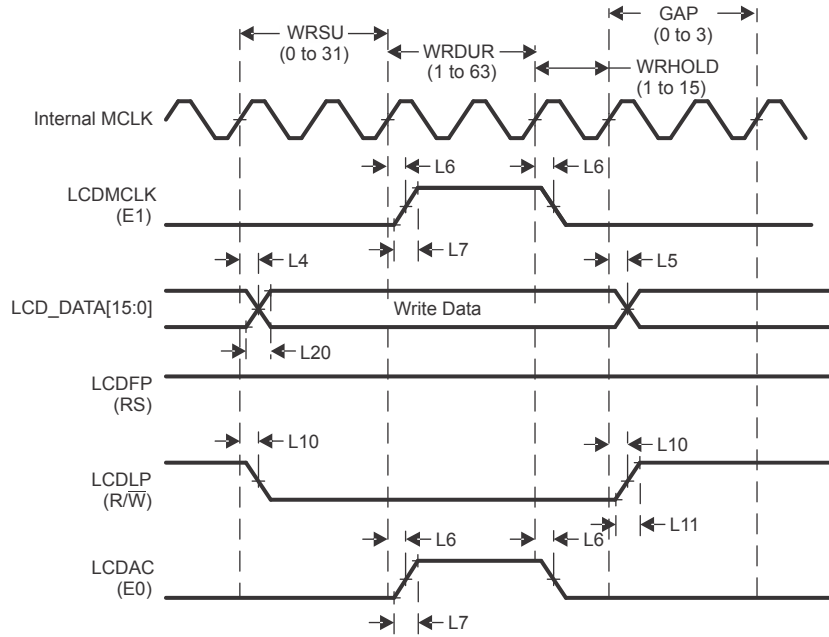 GAP
(0 to 3)
WRSU
(0 to 31)
WRDUR
(1 to 63)
WRHOLD
(1 to 15)
Internal MCLK
L6
L6
LCDMCLK
(E1)
L7
L4
L5
LCD_DATA[15:0]
Write Data
L20
LCDFP
(RS)
L10
L10
LCDLP
(R/W̅)
L11
L6
L6
LCDAC
(E0)
L7